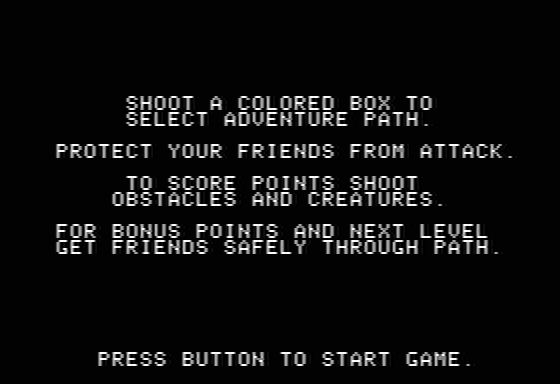 SHOOT A COLORED BOX TO
SELECT ADVENTURE PATH.
PROTECT YOUR FRIENDS FROM ATTACK.
TO SCORE POINTS SHOOT
OBSTACLES AND CREATURES.
FOR BONUS POINTS AND NEXT LEVEL
GET FRIENDS SAFELY THROUGH PATH.
PRESS BUTTON TO START GAME.